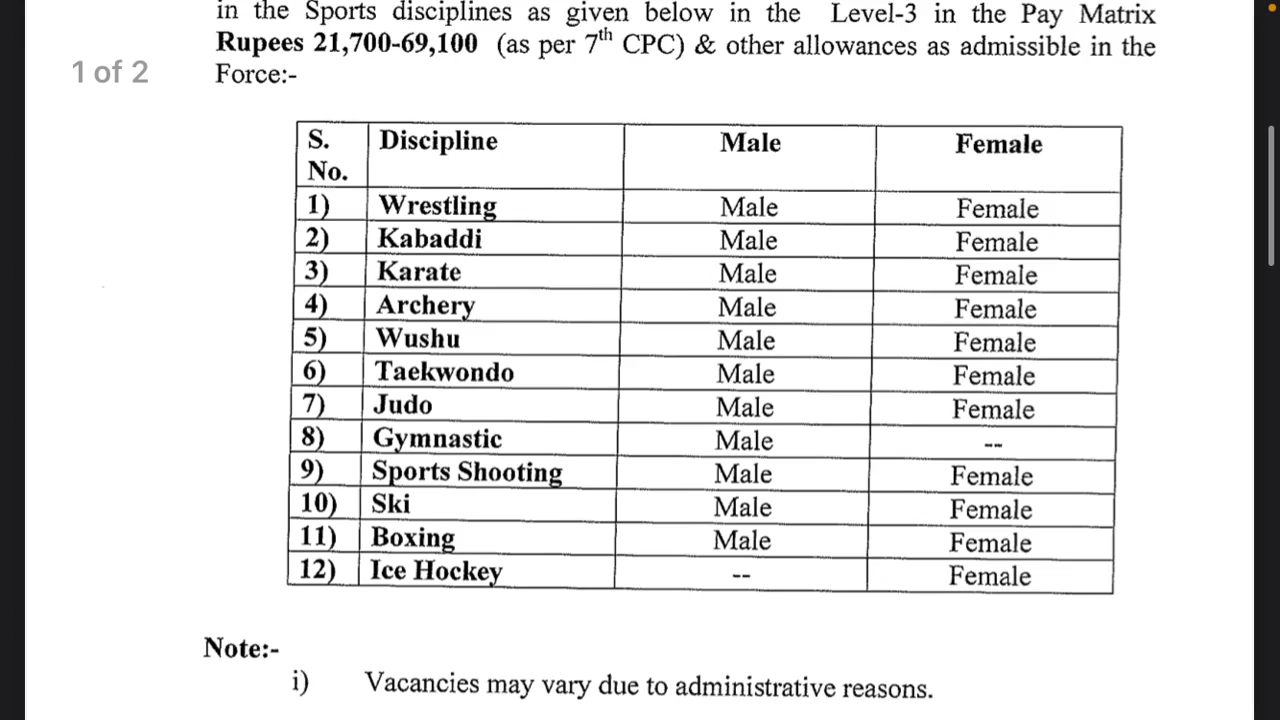 in the Sports disciplines as given below in the Level-3 in the Pay Matrix
Rupees 21,700-69,100 (as per 7th CPC) & other allowances as admissible in the
1 of 2
Force:-
S. No. Discipline Male Female
1) Wrestling Male Female
2) Kabaddi Male Female
3) Karate Male Female
4) Archery Male Female
5) Wushu Male Female
6) Taekwondo Male Female
7) Judo Male Female
8) Gymnastic Male --
9) Sports Shooting Male Female
10) Ski Male Female
11) Boxing Male Female
12) Ice Hockey -- Female
Note:-
i) Vacancies may vary due to administrative reasons.